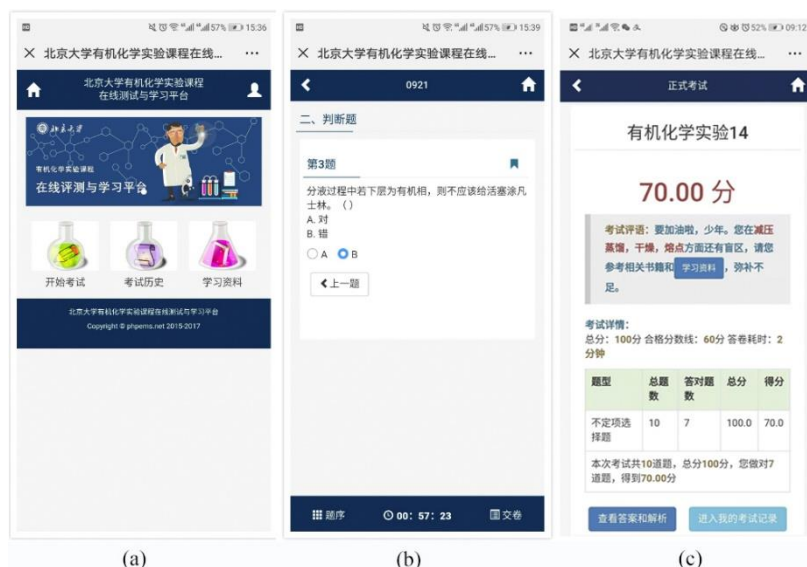 57% 15:36
北京大学有机化学实验课程在线... ...
北京大学有机化学实验课程
在线测试与学习平台
北京大学
有机化学实验课程
在线评测与学习平台
开始考试 考试历史 学习资料
北京大学有机化学实验课程在线测试与学习平台
Copyright © phpems.net 2015-2017
(a)
57% 15:39
北京大学有机化学实验课程在线... ...
0921
二、判断题
第3题
分液过程中若下层为有机相，则不应该给活塞涂凡
士林。（）
A. 对
B. 错
A B
上一题
题序 00：57：23 交卷
(b)
52% 09:12
北京大学有机化学实验课程在线... ...
正式考试
有机化学实验14
70.00 分
考试评语：要加油啦，少年。您在减压
蒸馏，干燥，熔点方面还有盲区，请您
参考相关书籍和 学习资料 ，弥补不
足。
考试详情：
总分：100分 合格分数线：60分 答卷耗时：2
分钟
题型 总题数 答对题数 总分 得分
不定项选择题 10 7 100.0 70.0
本次考试共10道题，总分100分，您做对7
道题，得到70.00分
查看答案和解析 进入我的考试记录
(c)